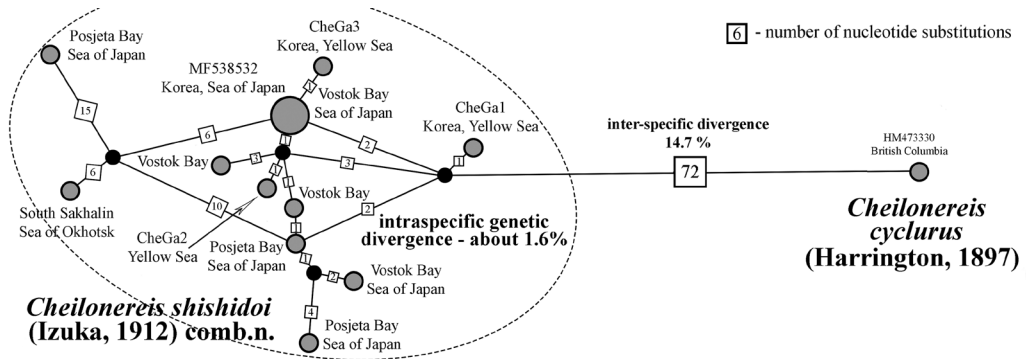 CheGa3
Korea, Yellow Sea
6 - number of nucleotide substitutions
Posjeta Bay
Sea of Japan
MF538532
Korea, Sea of Japan
1
Vostok Bay
Sea of Japan
15
CheGa1
Korea, Yellow Sea
6
2
inter-specific divergence
14.7 %
HM473330
British Columbia
Vostok Bay
3
3
1
72
6
Vostok Bay
South Sakhalin
Sea of Okhotsk
10
2
intraspecific genetic
divergence - about 1.6%
CheGa2
Yellow Sea
Posjeta Bay
Sea of Japan
1
2
Vostok Bay
Sea of Japan
4
Posjeta Bay
Sea of Japan
Cheilonereis shishidoi
(Izuka, 1912) comb.n.
Cheilonereis
cyclurus
(Harrington, 1897)